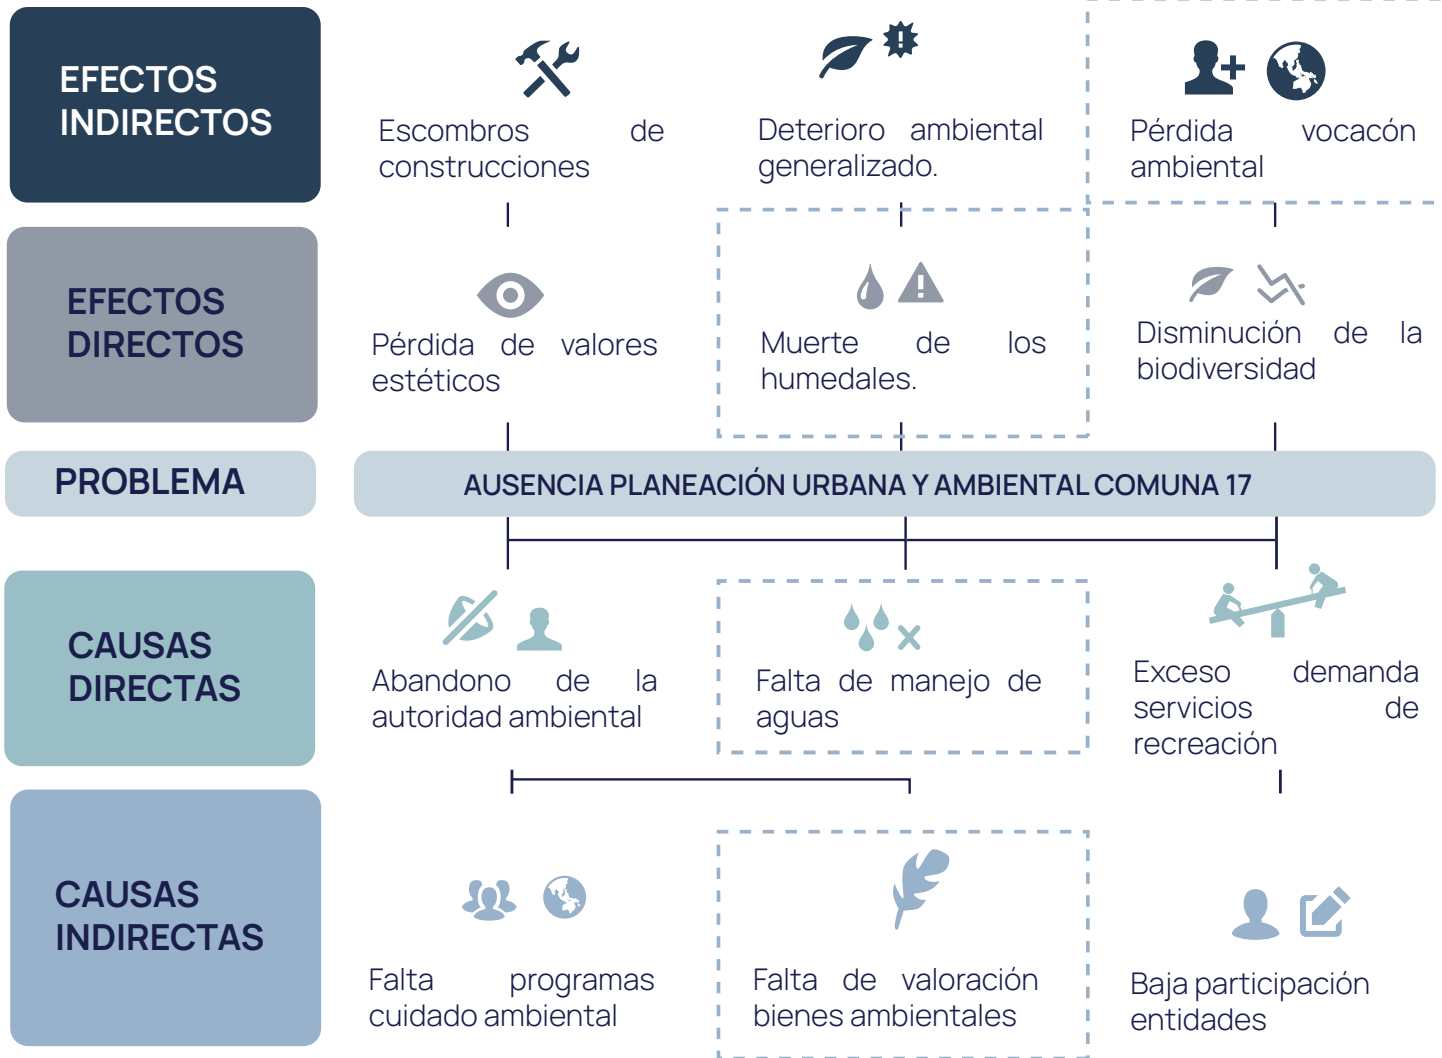 EFECTOS
INDIRECTOS
Escombros de
construcciones
Deterioro ambiental
generalizado.
Pérdida vocacón
ambiental
EFECTOS
DIRECTOS
Pérdida de valores
estéticos
Muerte de los
humedales.
Disminución de la
biodiversidad
PROBLEMA
AUSENCIA PLANEACIÓN URBANA Y AMBIENTAL COMUNA 17
CAUSAS
DIRECTAS
Abandono de la
autoridad ambiental
Falta de manejo de
aguas
Exceso demanda
servicios de
recreación
CAUSAS
INDIRECTAS
Falta programas
cuidado ambiental
Falta de valoración
bienes ambientales
Baja participación
entidades